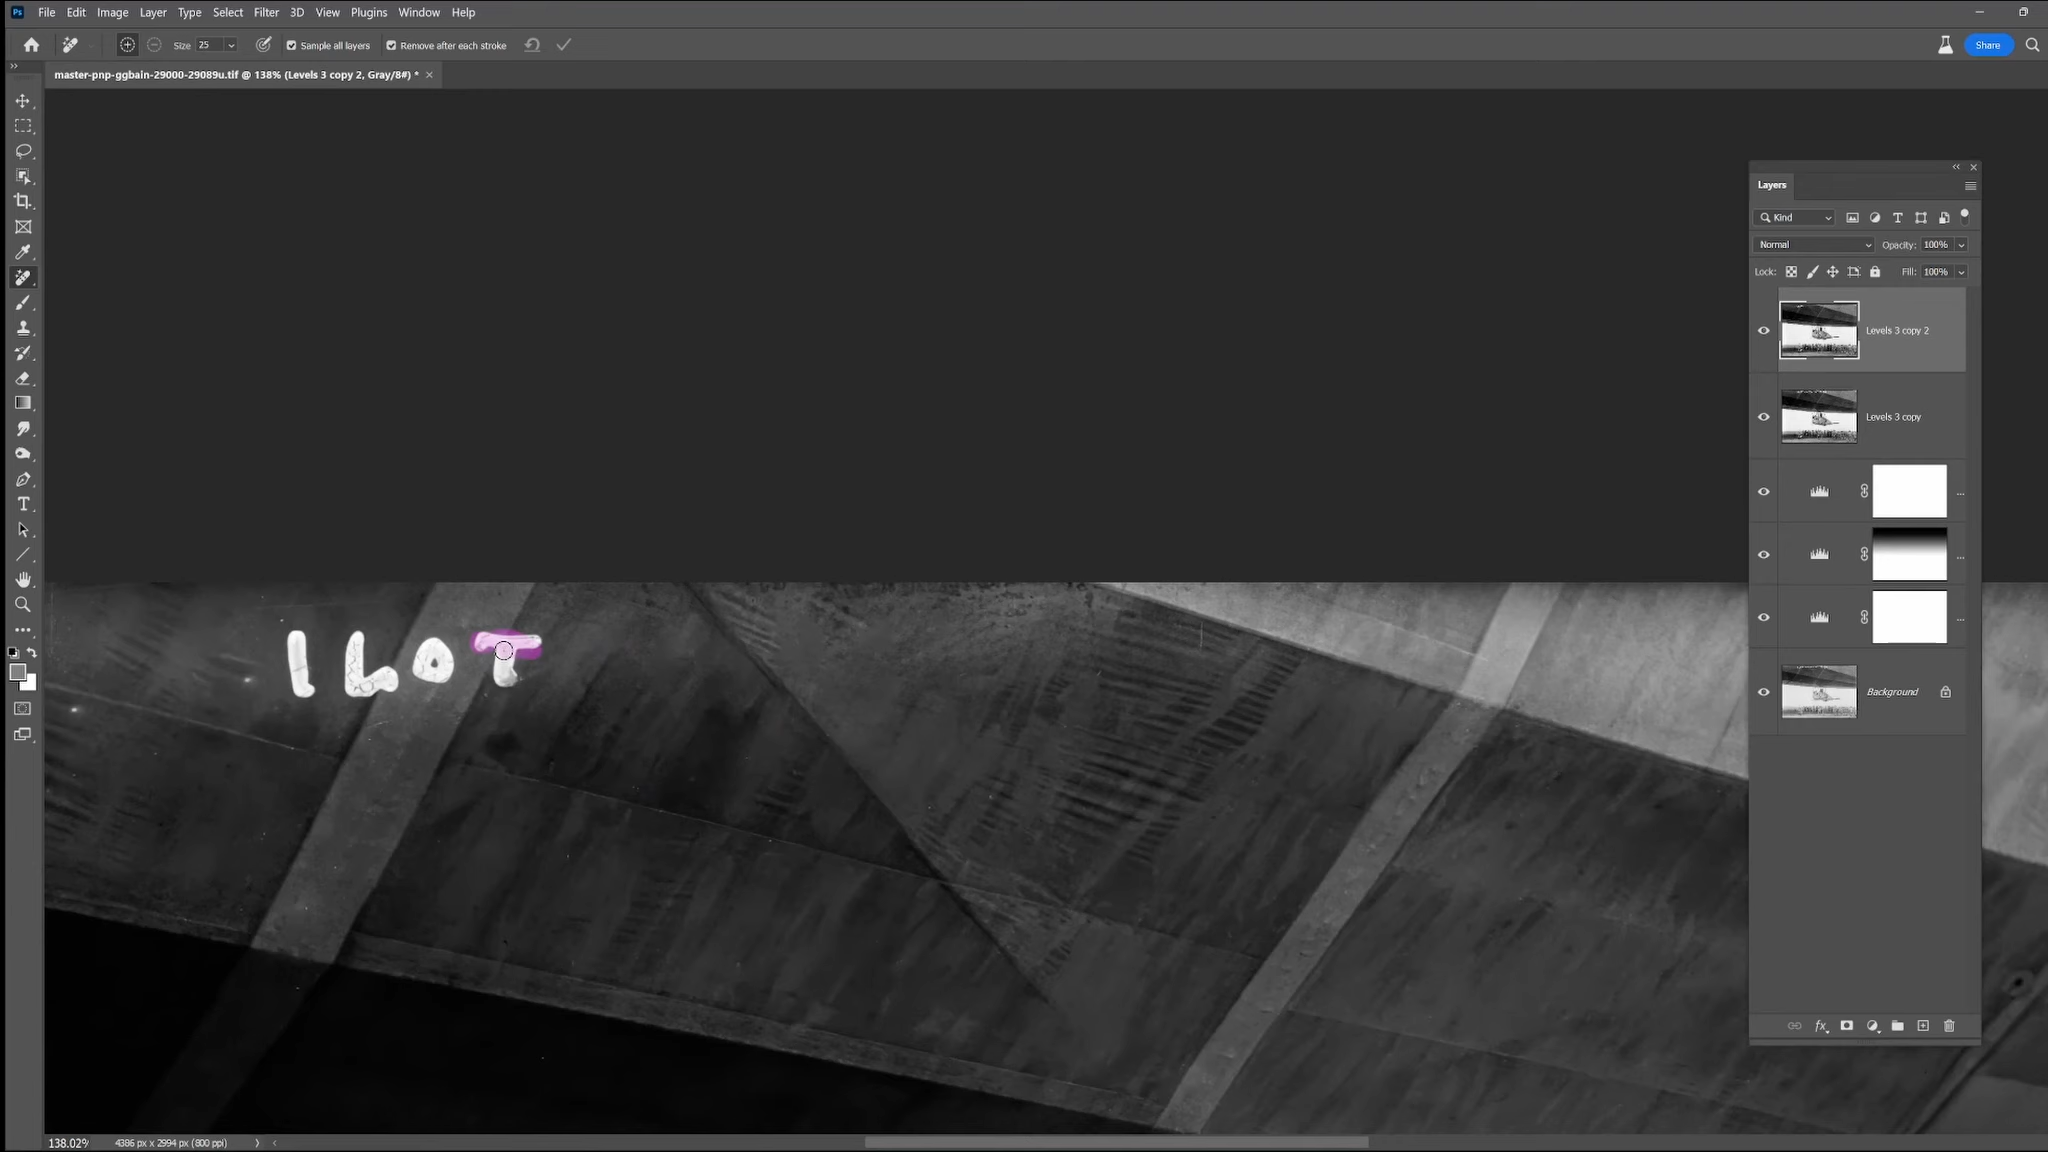 Ps File Edit Image Layer Type Select Filter 3D View Plugins Window Help
Size 25 Sample all layers Remove after each stroke Share
master-pnp-ggbain-29000-29089u.tif @ 138% (Levels 3 copy 2, Gray/8#) * ×
Layers
Kind
Normal Opacity: 100%
Lock: Fill: 100%
Levels 3 copy 2
Levels 3 copy
...
...
...
Background
fx
138.02% 4386 px x 2994 px (800 ppi)